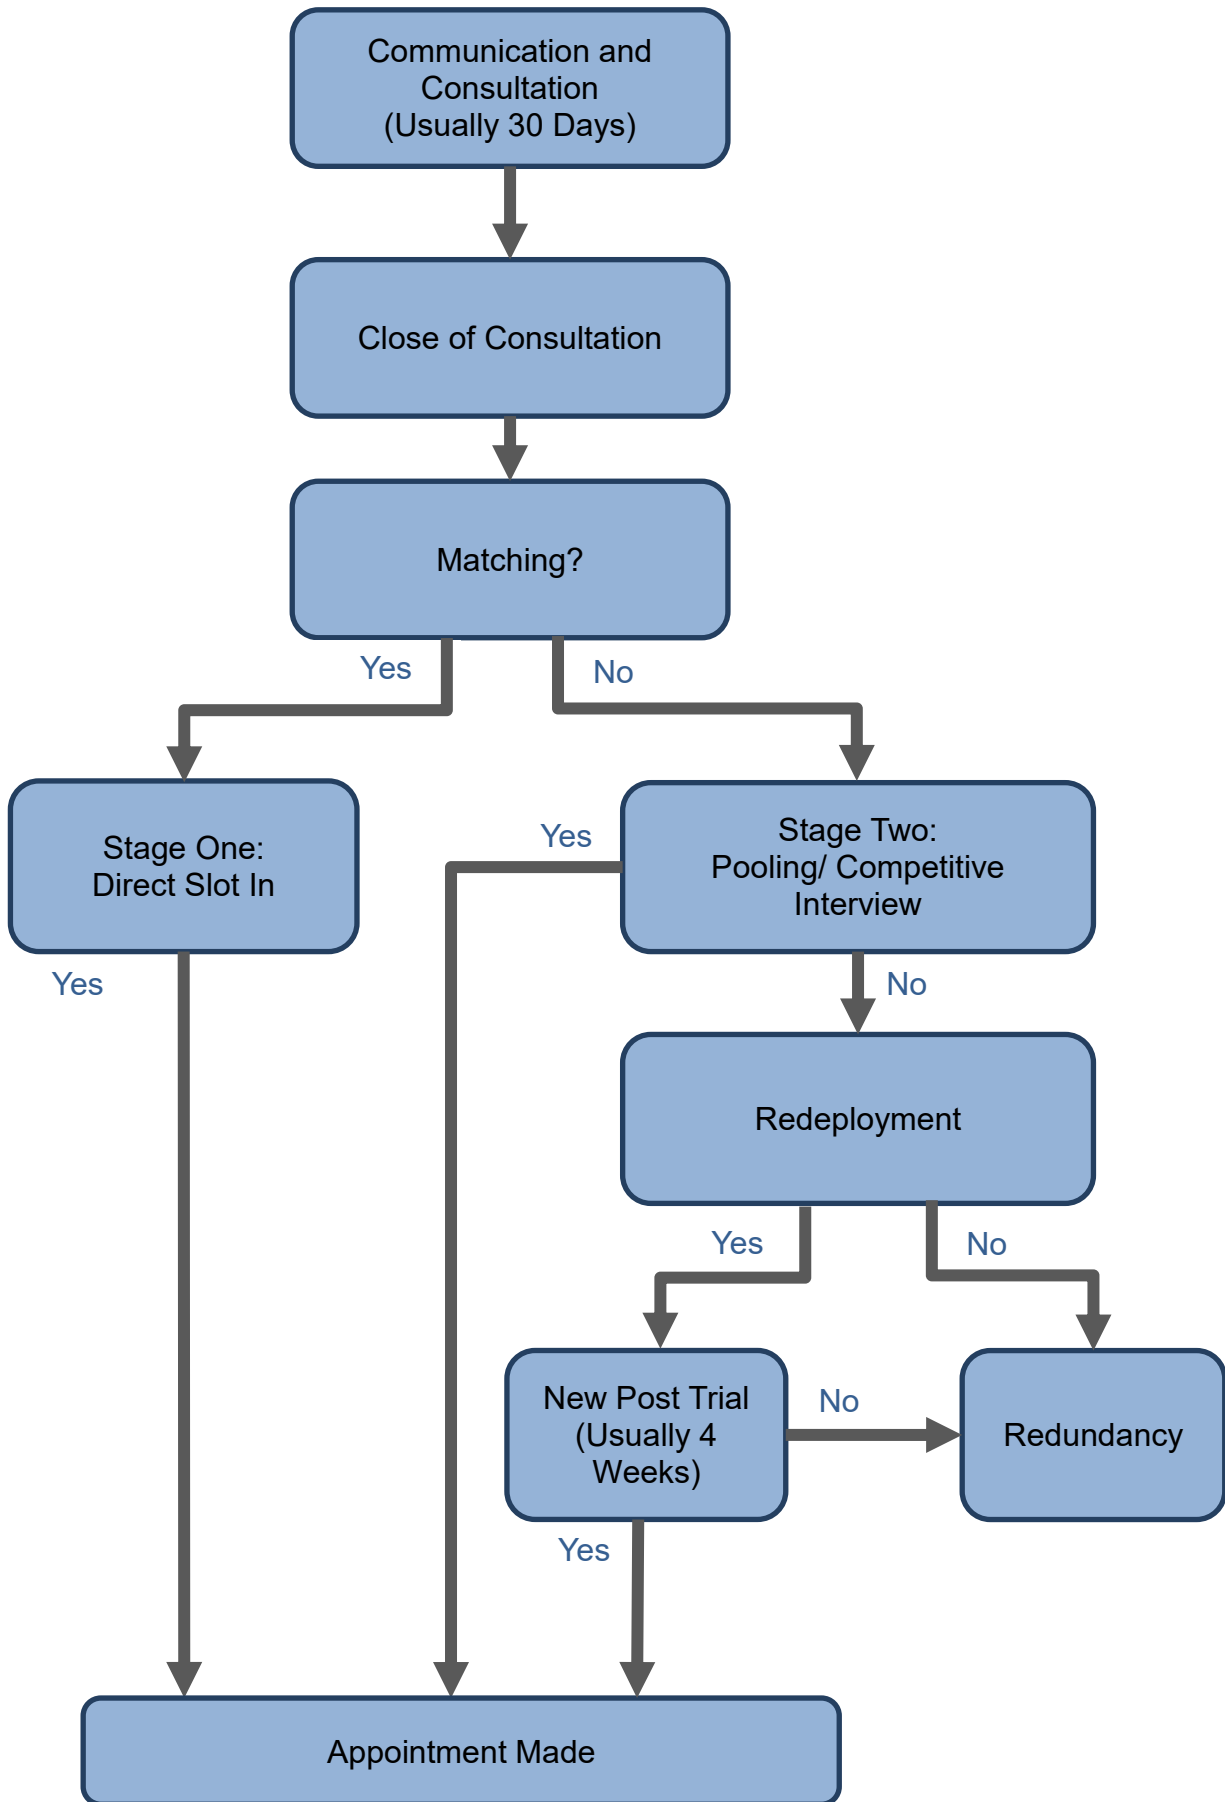 Communication and
Consultation
(Usually 30 Days)
Close of Consultation
Matching?
Yes
No
Stage One:
Direct Slot In
Yes
Stage Two:
Pooling/ Competitive
Interview
Yes
No
Redeployment
Yes
No
New Post Trial
(Usually 4
Weeks)
No
Redundancy
Yes
Appointment Made